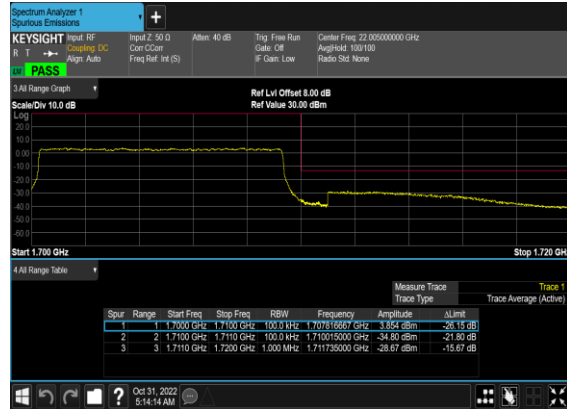 Spectrum Analyzer 1
Spurious Emissions
KEYSIGHT Input: RF Input Z: 50 Ω Atten: 40 dB Trig: Free Run Center Freq: 22.005000000 GHz
R T Coupling: DC Corr CCorr Gate: Off Avg|Hold: 100/100
Align: Auto Freq Ref: Int (S) IF Gain: Low Radio Std: None
PASS
3 All Range Graph
Ref Lvl Offset 8.00 dB
Scale/Div 10.0 dB Ref Value 30.00 dBm
Log
20.0
10.0
0.00
-10.0
-20.0
-30.0
-40.0
-50.0
-60.0
Start 1.700 GHz Stop 1.720 GH
4 All Range Table
Measure Trace Trace 1
Trace Type Trace Average (Active)
Spur Range Start Freq Stop Freq RBW Frequency Amplitude ΔLimit
1 1 1.7000 GHz 1.7100 GHz 100.0 kHz 1.707816667 GHz 3.854 dBm -26.15 dB
2 2 1.7100 GHz 1.7110 GHz 100.0 kHz 1.710015000 GHz -34.80 dBm -21.80 dB
3 3 1.7110 GHz 1.7200 GHz 1.000 MHz 1.711735000 GHz -28.67 dBm -15.67 dB
Oct 31, 2022
5:14:14 AM